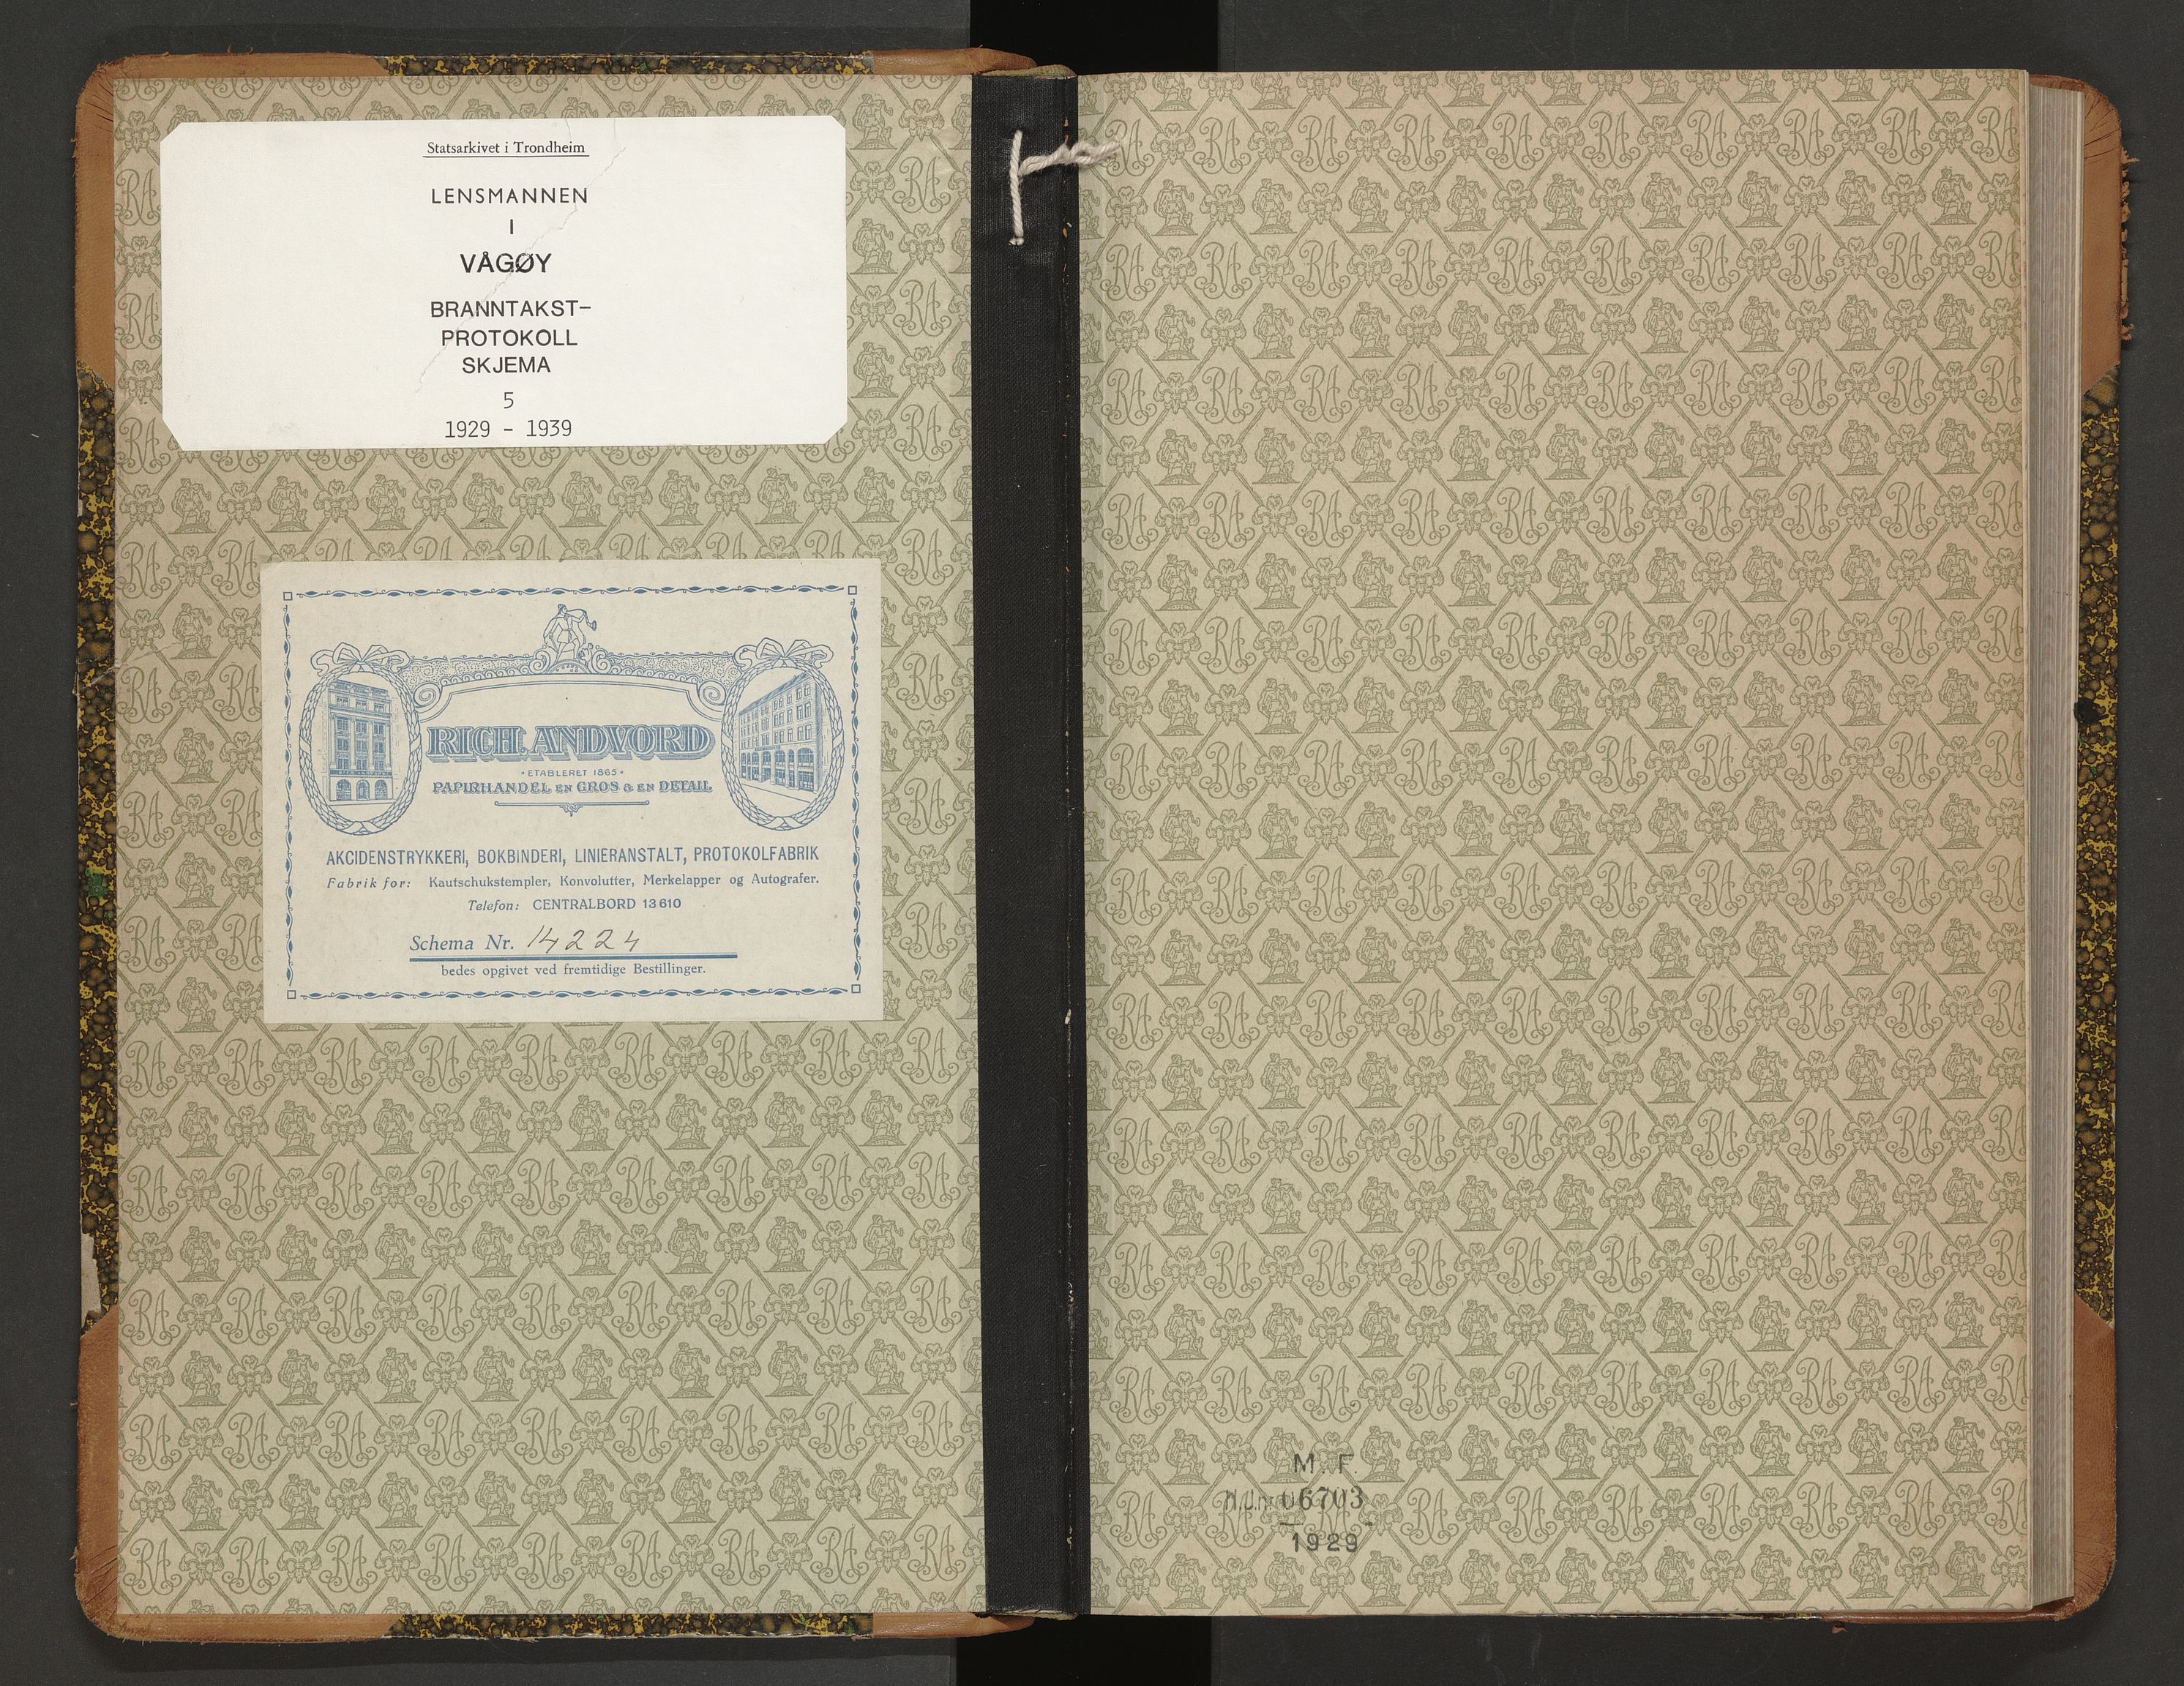 Statsarkivet i Trondheim
LENSMANNEN
I
VÅGØY
BRANNTAKST-
PROTOKOLL
SKJEMA
5
1929 - 1939
RICH. ANDVORD
• ETABLERET 1865 •
PAPIRHANDEL EN GROS & EN DETAIL
AKCIDENSTRYKKERI, BOKBINDERI, LINIERANSTALT, PROTOKOLFABRIK
Fabrik for: Kautschukstempler, Konvolutter, Merkelapper og Autografer.
Telefon: CENTRALBORD 13610
Schema Nr. 14224
bedes opgivet ved fremtidige Bestillinger.
M. F.
06703
1929